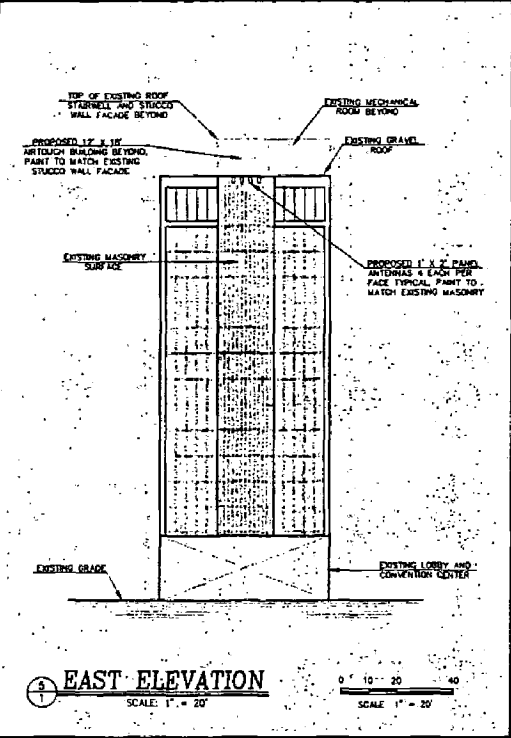 TOP OF EXISTING ROOF
STAIRWELL AND STUCCO
WALL FACADE BEYOND
EXISTING MECHANICAL
ROOM BEYOND
PROPOSED 12' X 18'
AIRTOUCH BUILDING BEYOND,
PAINT TO MATCH EXISTING
STUCCO WALL FACADE
EXISTING GRAVEL
ROOF
EXISTING MASONRY
SURFACE
PROPOSED 1' X 2' PANEL
ANTENNAS 4 EACH PER
FACE TYPICAL, PAINT TO
MATCH EXISTING MASONRY
EXISTING GRADE
EXISTING LOBBY AND
CONVENTION CENTER
5
1
EAST ELEVATION
SCALE: 1" = 20'
0 10 20 40
SCALE 1" = 20'